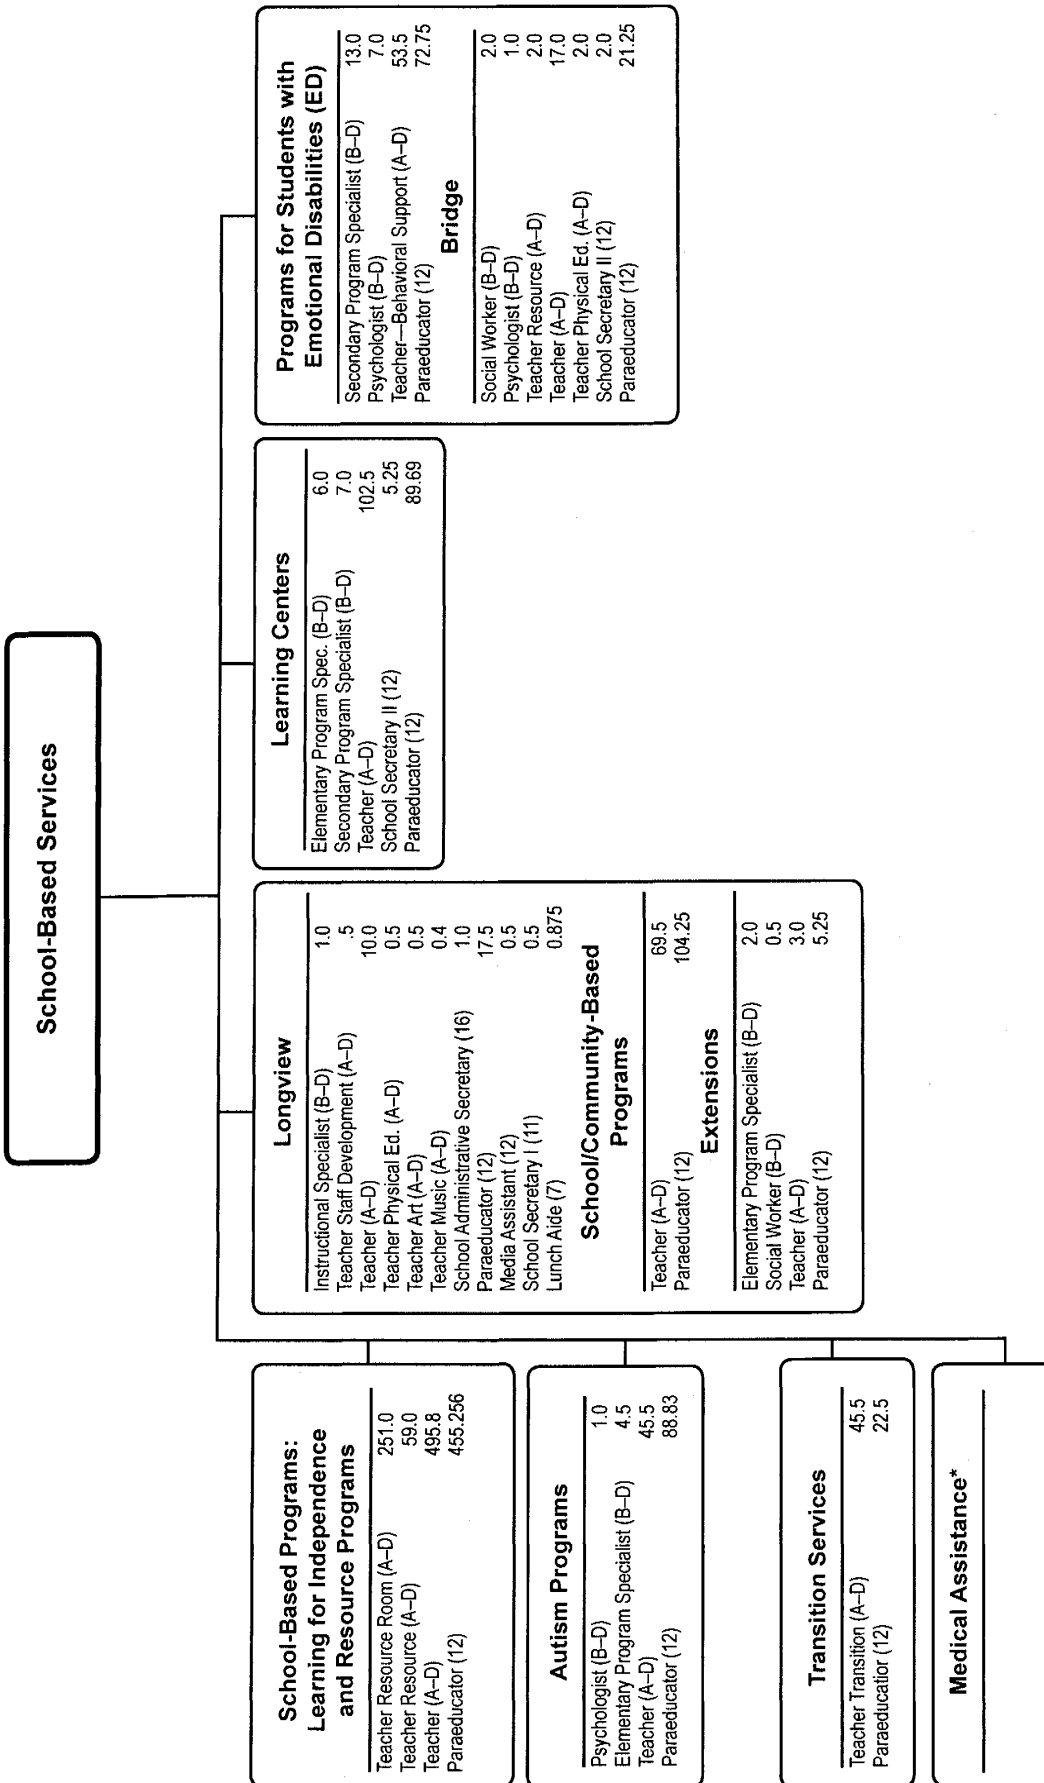 School-Based Services
School-Based Programs:
Learning for Independence
and Resource Programs
Teacher Resource Room (A–D) 251.0
Teacher Resource (A–D) 59.0
Teacher (A–D) 495.8
Paraeducator (12) 455.256
Autism Programs
Psychologist (B–D) 1.0
Elementary Program Specialist (B–D) 4.5
Teacher (A–D) 45.5
Paraeducator (12) 88.83
Transition Services
Teacher Transition (A–D) 45.5
Paraeducatior (12) 22.5
Medical Assistance*
Longview
Instructional Specialist (B–D) 1.0
Teacher Staff Development (A–D) .5
Teacher (A–D) 10.0
Teacher Physical Ed. (A–D) 0.5
Teacher Art (A–D) 0.5
Teacher Music (A–D) 0.4
School Administrative Secretary (16) 1.0
Paraeducator (12) 17.5
Media Assistant (12) 0.5
School Secretary I (11) 0.5
Lunch Aide (7) 0.875
School/Community-Based
Programs
Teacher (A–D) 69.5
Paraeducator (12) 104.25
Extensions
Elementary Program Specialist (B–D) 2.0
Social Worker (B–D) 0.5
Teacher (A–D) 3.0
Paraeducator (12) 5.25
Learning Centers
Elementary Program Spec. (B–D) 6.0
Secondary Program Specialist (B–D) 7.0
Teacher (A–D) 102.5
School Secretary II (12) 5.25
Paraeducator (12) 89.69
Programs for Students with
Emotional Disabilities (ED)
Secondary Program Specialist (B–D) 13.0
Psychologist (B–D) 7.0
Teacher—Behavioral Support (A–D) 53.5
Paraeducator (12) 72.75
Bridge
Social Worker (B–D) 2.0
Psychologist (B–D) 1.0
Teacher Resource (A–D) 2.0
Teacher (A–D) 17.0
Teacher Physical Ed. (A–D) 2.0
School Secretary II (12) 2.0
Paraeducator (12) 21.25